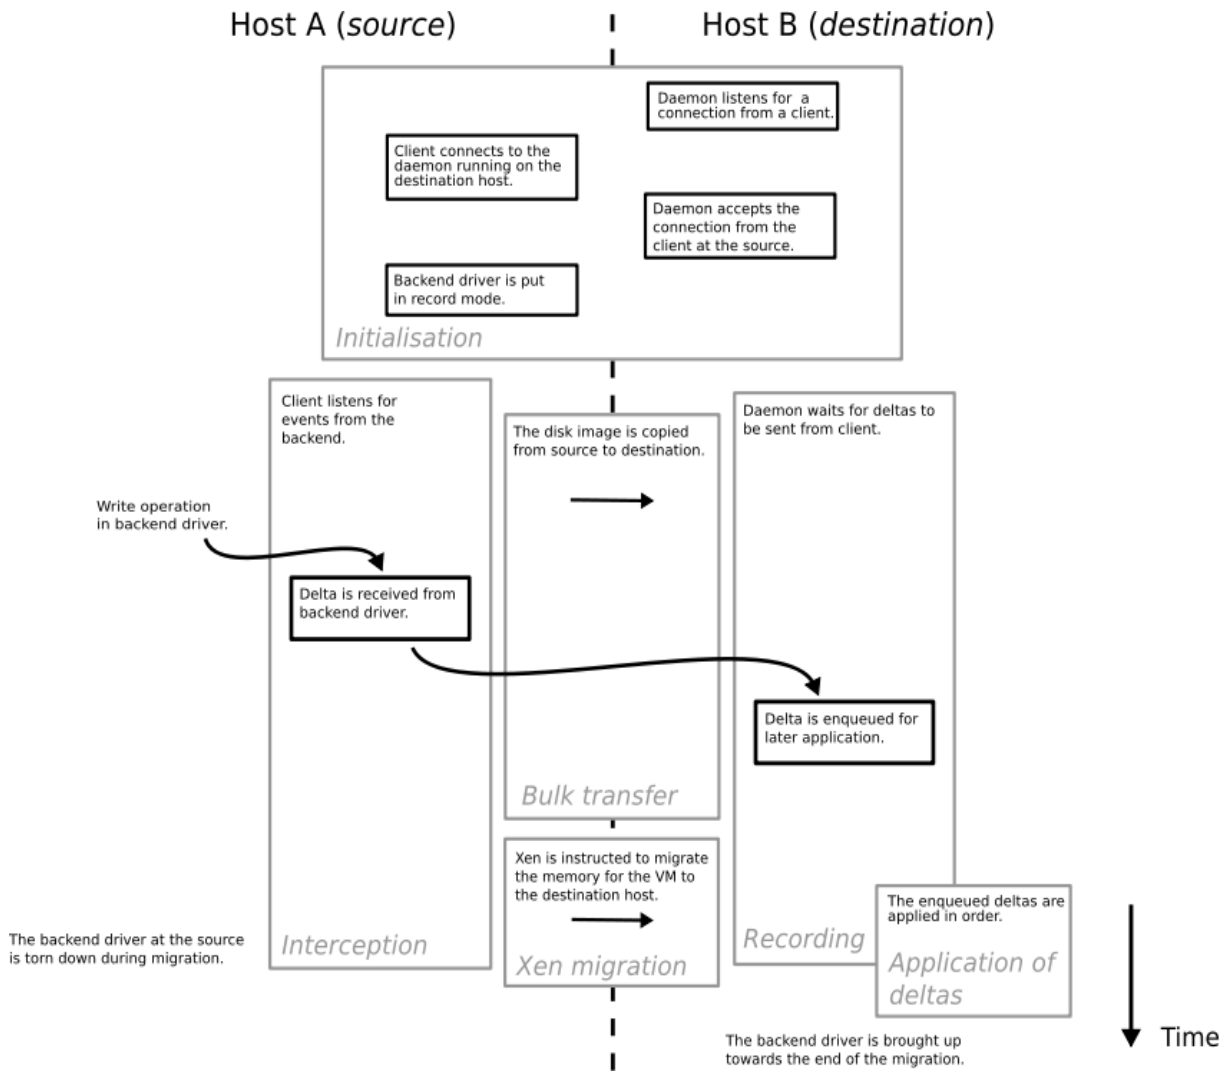 Host A (source)
Host B (destination)
Daemon listens for a
connection from a client.
Client connects to the
daemon running on the
destination host.
Daemon accepts the
connection from the
client at the source.
Backend driver is put
in record mode.
Initialisation
Client listens for
events from the
backend.
The disk image is copied
from source to destination.
Daemon waits for deltas to
be sent from client.
Write operation
in backend driver.
Delta is received from
backend driver.
Delta is enqueued for
later application.
Bulk transfer
Xen is instructed to migrate
the memory for the VM to
the destination host.
The enqueued deltas are
applied in order.
The backend driver at the source
is torn down during migration.
Interception
Xen migration
Recording
Application of
deltas
The backend driver is brought up
towards the end of the migration.
Time